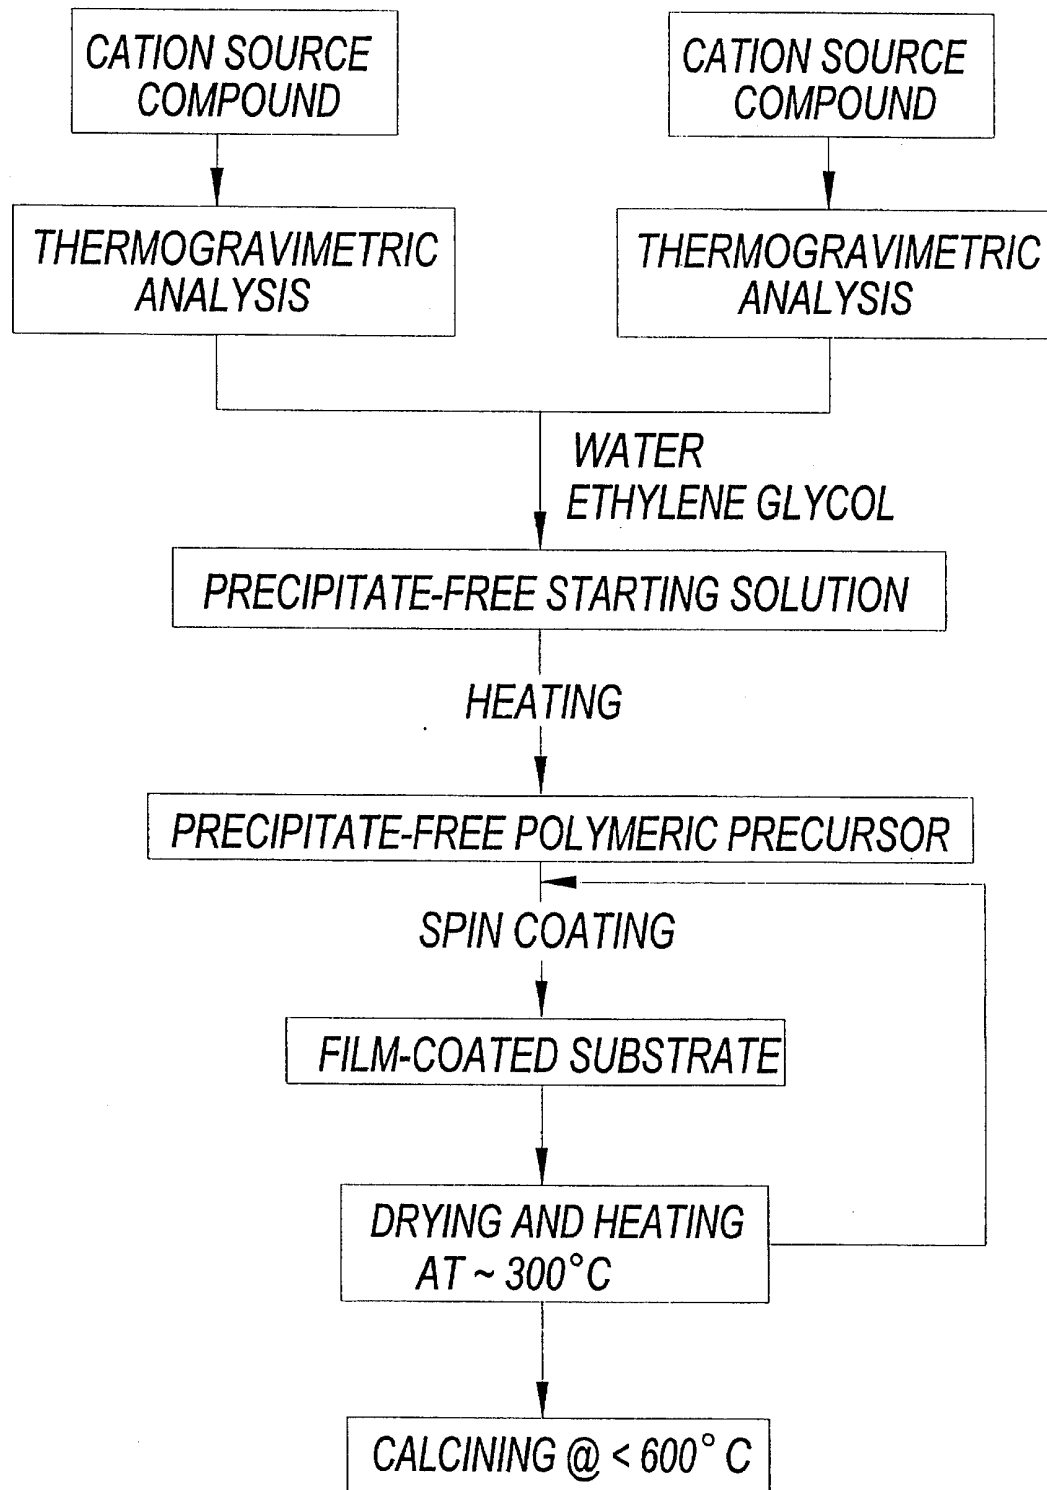 CATION SOURCE
COMPOUND
CATION SOURCE
COMPOUND
THERMOGRAVIMETRIC
ANALYSIS
THERMOGRAVIMETRIC
ANALYSIS
WATER
ETHYLENE GLYCOL
PRECIPITATE-FREE STARTING SOLUTION
HEATING
PRECIPITATE-FREE POLYMERIC PRECURSOR
SPIN COATING
FILM-COATED SUBSTRATE
DRYING AND HEATING
AT ~ 300°C
CALCINING @ < 600° C